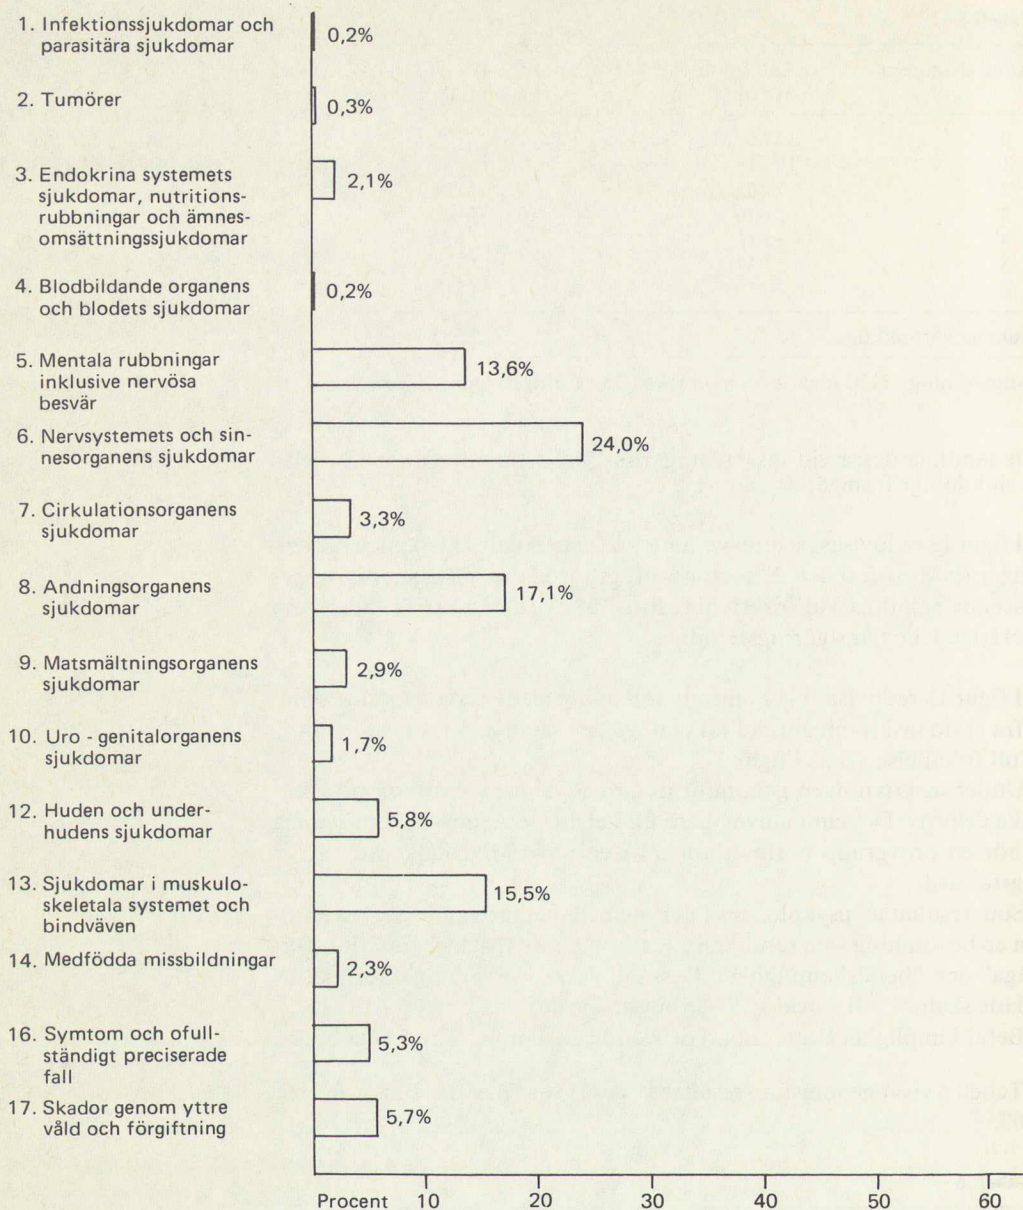 1. Infektionssjukdomar och
parasitära sjukdomar
0,2%
2. Tumörer
0,3%
3. Endokrina systemets
sjukdomar, nutritions-
rubbningar och ämnes-
omsättningssjukdomar
2,1%
4. Blodbildande organens
och blodets sjukdomar
0,2%
5. Mentala rubbningar
inklusive nervösa
besvär
13,6%
6. Nervsystemets och sin-
nesorganens sjukdomar
24,0%
7. Cirkulationsorganens
sjukdomar
3,3%
8. Andningsorganens
sjukdomar
17,1%
9. Matsmältningsorganens
sjukdomar
2,9%
10. Uro - genitalorganens
sjukdomar
1,7%
12. Huden och under-
hudens sjukdomar
5,8%
13. Sjukdomar i muskulo-
skeletala systemet och
bindväven
15,5%
14. Medfödda missbildningar
2,3%
16. Symtom och ofull-
ständigt preciserade
fall
5,3%
17. Skador genom yttre
våld och förgiftning
5,7%
Procent 10 20 30 40 50 60